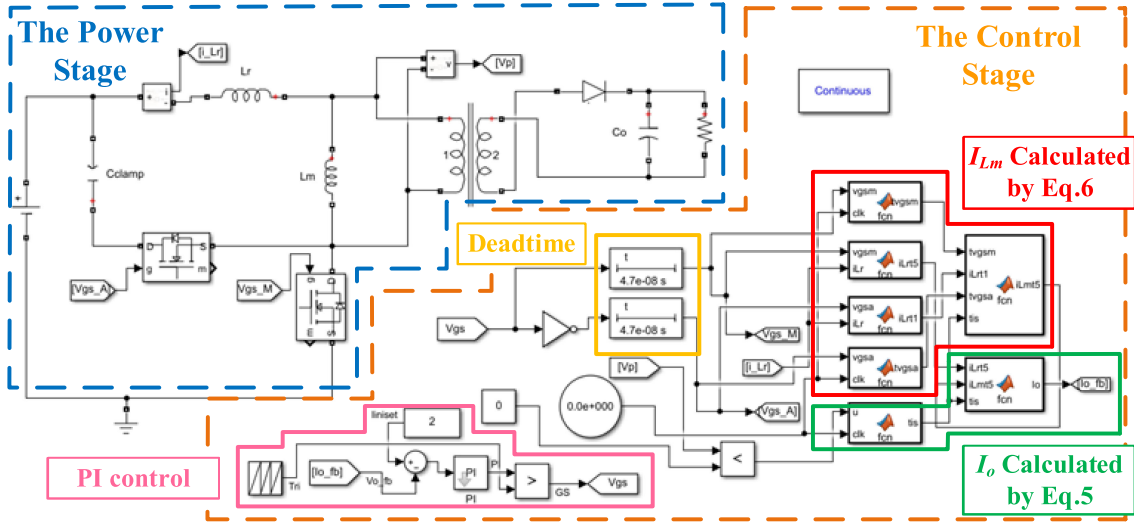 The Power
Stage
[i_Lr]
+
i
-
Lr
+
v
-
[Vp]
Cclamp
Lm
1
2
Co
D
S
g
m
[Vgs_A]
Vgs_M
g
D
E
S
The Control
Stage
Continuous
ILm Calculated
by Eq.6
Deadtime
t
4.7e-08 s
t
4.7e-08 s
Vgs
Vgs_M
[i_Lr]
[Vp]
[Vgs_A]
vgsm
clk
tvgsm
fcn
vgsm
iLr
iLrt5
fcn
vgsa
iLr
iLrt1
fcn
vgsa
clk
tvgsa
fcn
tvgsm
iLrt1
tvgsa
tis
iLmt5
fcn
iLrt5
iLmt5
tis
Io
fcn
[Io_fb]
u
clk
tis
fcn
0
0.0e+000
<
PI control
Iiniset
2
Tri
[Io_fb]
Vo_fb
+
-
PI
PI
P
>
GS
Vgs
Io Calculated
by Eq.5